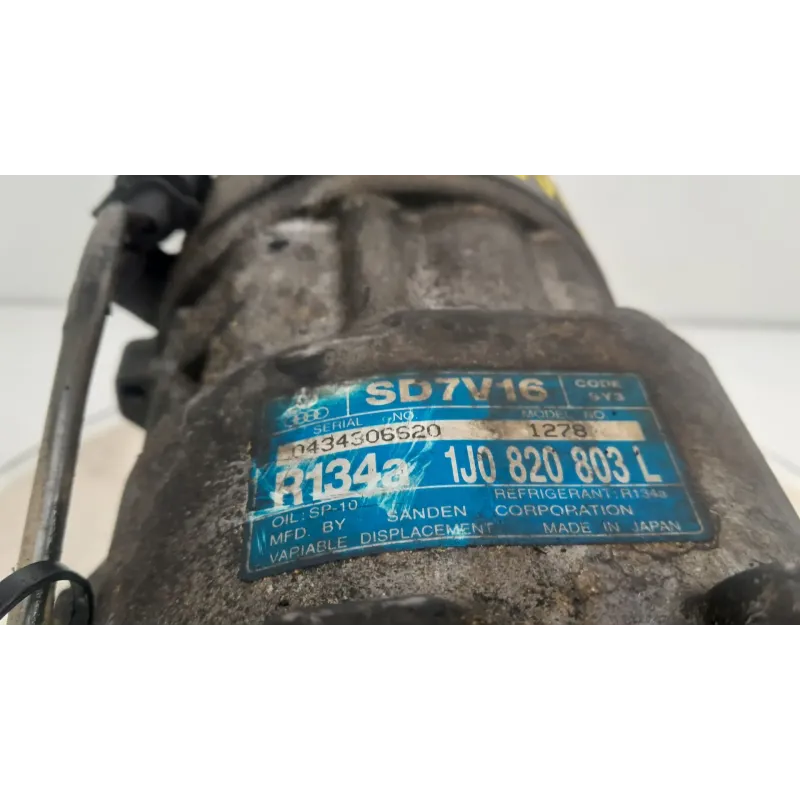 SD7V16 CODE SY3
SERIAL NO. MODEL NO.
0434306620 1278
R134a 1J0 820 803 L
OIL: SP-10 REFRIGERANT: R134a
MFD. BY SANDEN CORPORATION
VARIABLE DISPLACEMENT MADE IN JAPAN